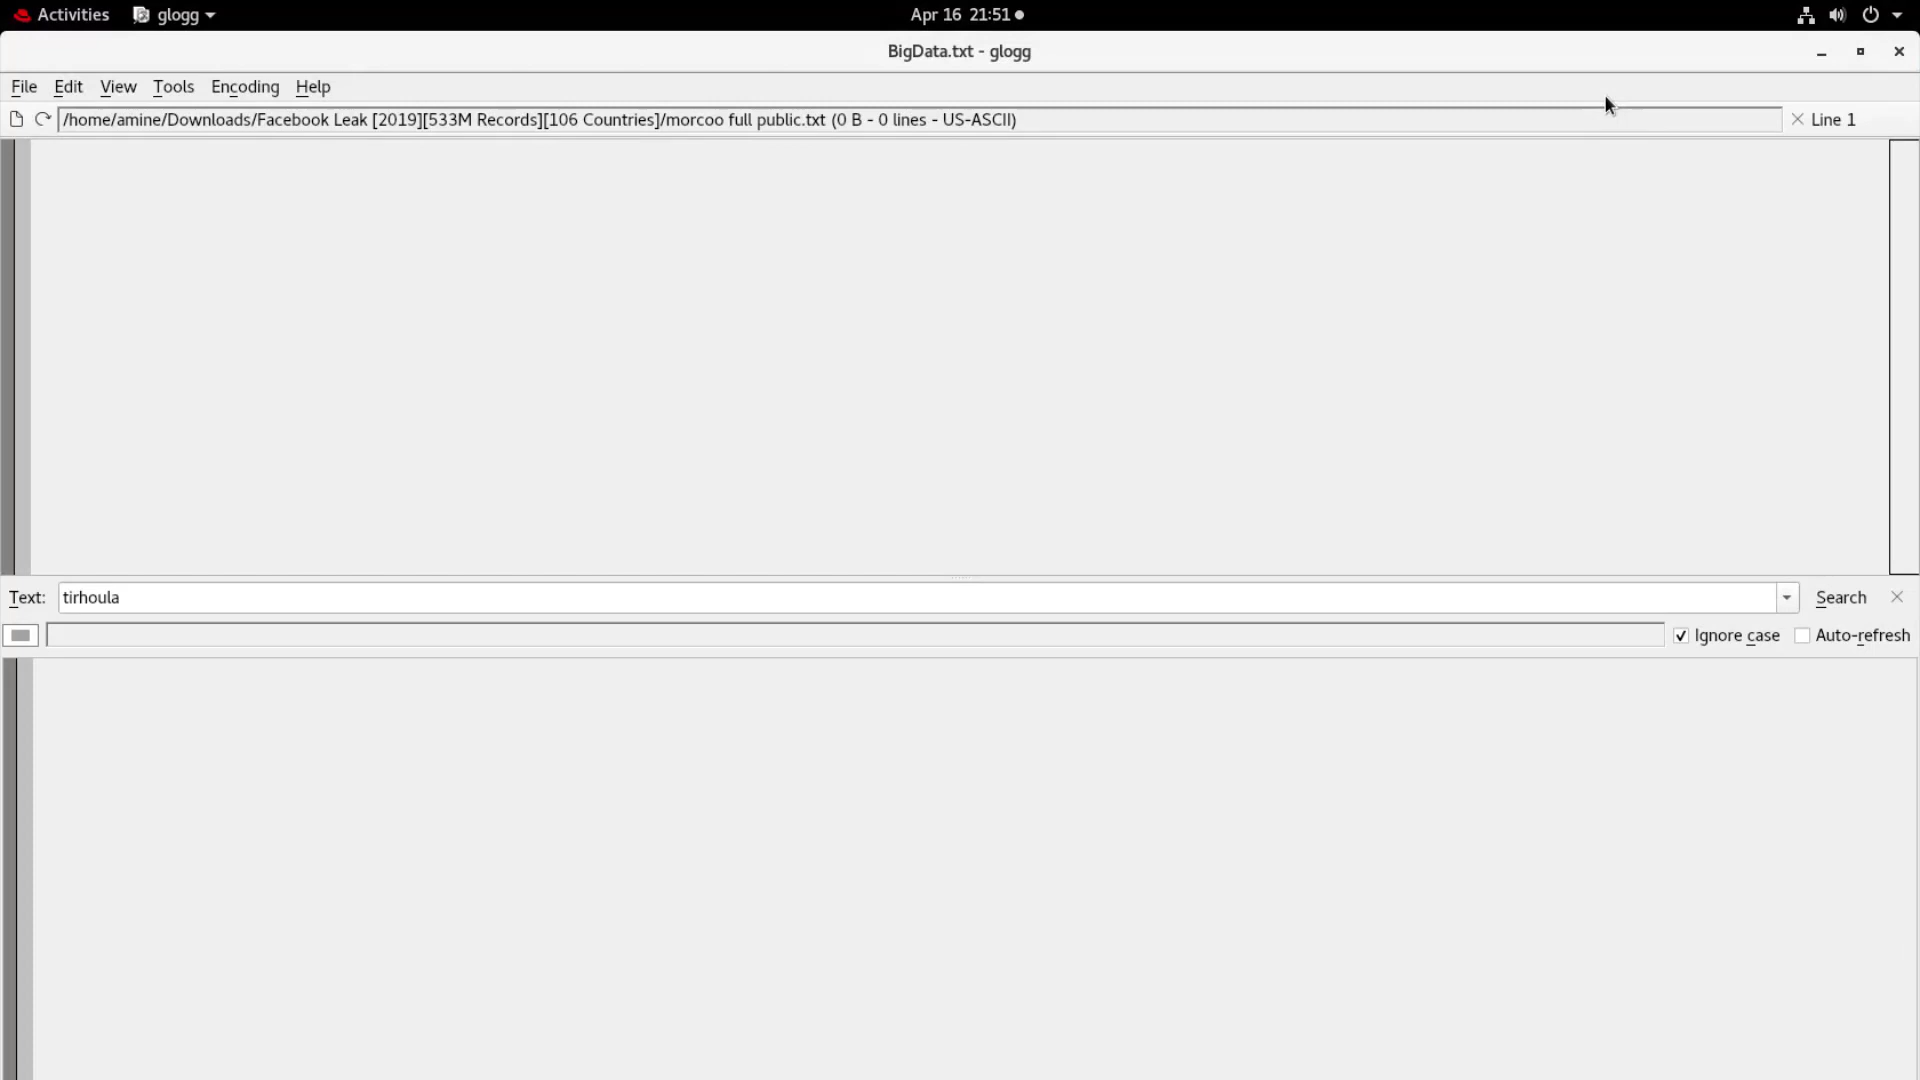 Activities glogg Apr 16 21:51
BigData.txt - glogg
File Edit View Tools Encoding Help
/home/amine/Downloads/Facebook Leak [2019][533M Records][106 Countries]/morcoo full public.txt (0 B - 0 lines - US-ASCII) Line 1
Text: tirhoula Search
Ignore case Auto-refresh